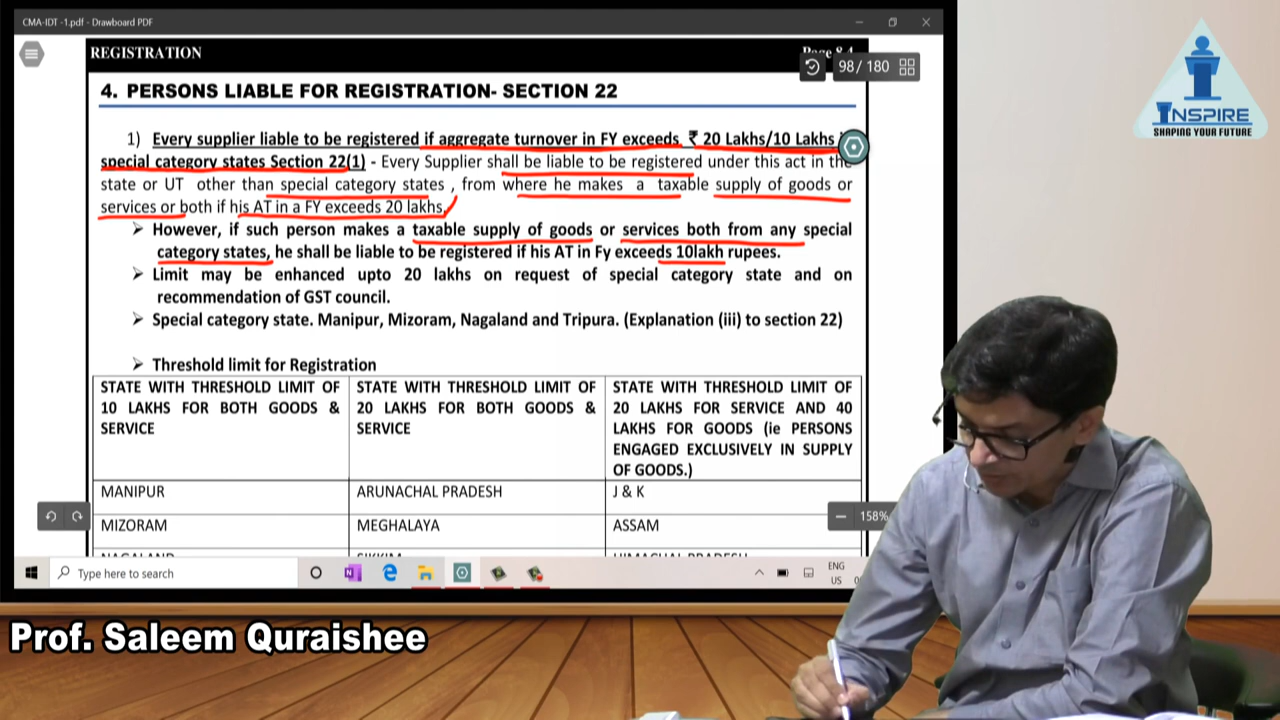 CMA-IDT -1.pdf - Drawboard PDF
REGISTRATION
98 / 180
INSPIRE
SHAPING YOUR FUTURE
4. PERSONS LIABLE FOR REGISTRATION- SECTION 22
1) Every supplier liable to be registered if aggregate turnover in FY exceeds ₹ 20 Lakhs/10 Lakhs
special category states Section 22(1) - Every Supplier shall be liable to be registered under this act in the
state or UT other than special category states , from where he makes a taxable supply of goods or
services or both if his AT in a FY exceeds 20 lakhs.
➢ However, if such person makes a taxable supply of goods or services both from any special
category states, he shall be liable to be registered if his AT in Fy exceeds 10lakh rupees.
➢ Limit may be enhanced upto 20 lakhs on request of special category state and on
recommendation of GST council.
➢ Special category state. Manipur, Mizoram, Nagaland and Tripura. (Explanation (iii) to section 22)
➢ Threshold limit for Registration
STATE WITH THRESHOLD LIMIT OF
10 LAKHS FOR BOTH GOODS &
SERVICE
STATE WITH THRESHOLD LIMIT OF
20 LAKHS FOR BOTH GOODS &
SERVICE
STATE WITH THRESHOLD LIMIT OF
20 LAKHS FOR SERVICE AND 40
LAKHS FOR GOODS (ie PERSONS
ENGAGED EXCLUSIVELY IN SUPPLY
OF GOODS.)
MANIPUR
ARUNACHAL PRADESH
J & K
MIZORAM
MEGHALAYA
ASSAM
158%
Type here to search
ENG
US
Prof. Saleem Quraishee